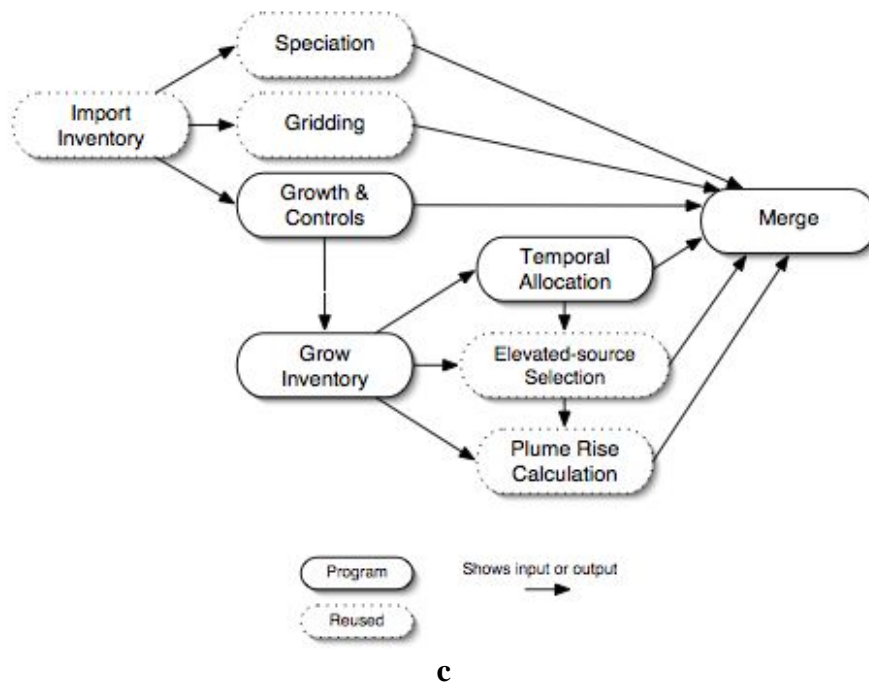 Speciation
Import
Inventory
Gridding
Growth &
Controls
Merge
Temporal
Allocation
Grow
Inventory
Elevated-source
Selection
Plume Rise
Calculation
Program
Shows input or output
Reused
c